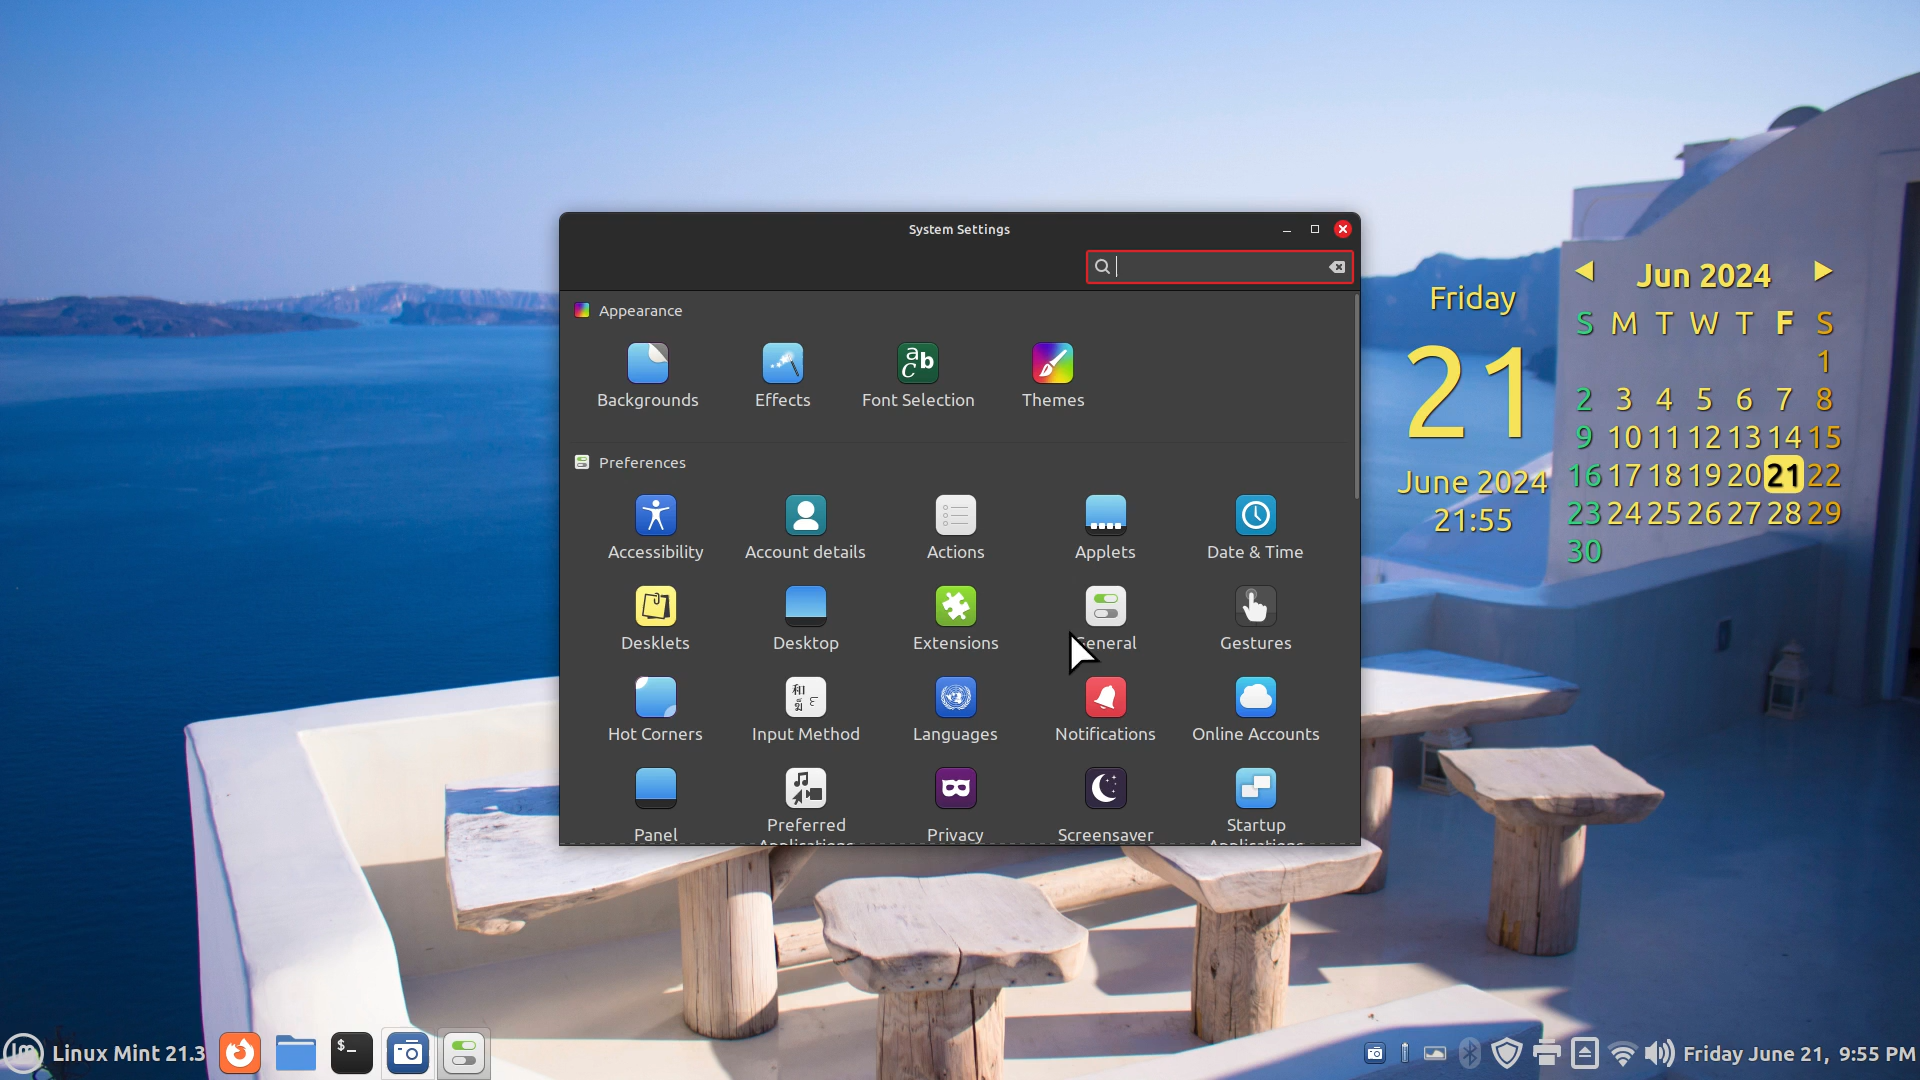 System Settings
Appearance
Backgrounds
Effects
Font Selection
Themes
Preferences
Accessibility
Account details
Actions
Applets
Date & Time
Desklets
Desktop
Extensions
General
Gestures
Hot Corners
Input Method
Languages
Notifications
Online Accounts
Panel
Preferred
Applications
Privacy
Screensaver
Startup
Applications
Friday
21
June 2024
21:55
Jun 2024
S M T W T F S
1
2 3 4 5 6 7 8
9 10 11 12 13 14 15
16 17 18 19 20 21 22
23 24 25 26 27 28 29
30
Linux Mint 21.3
$_
Friday June 21, 9:55 PM